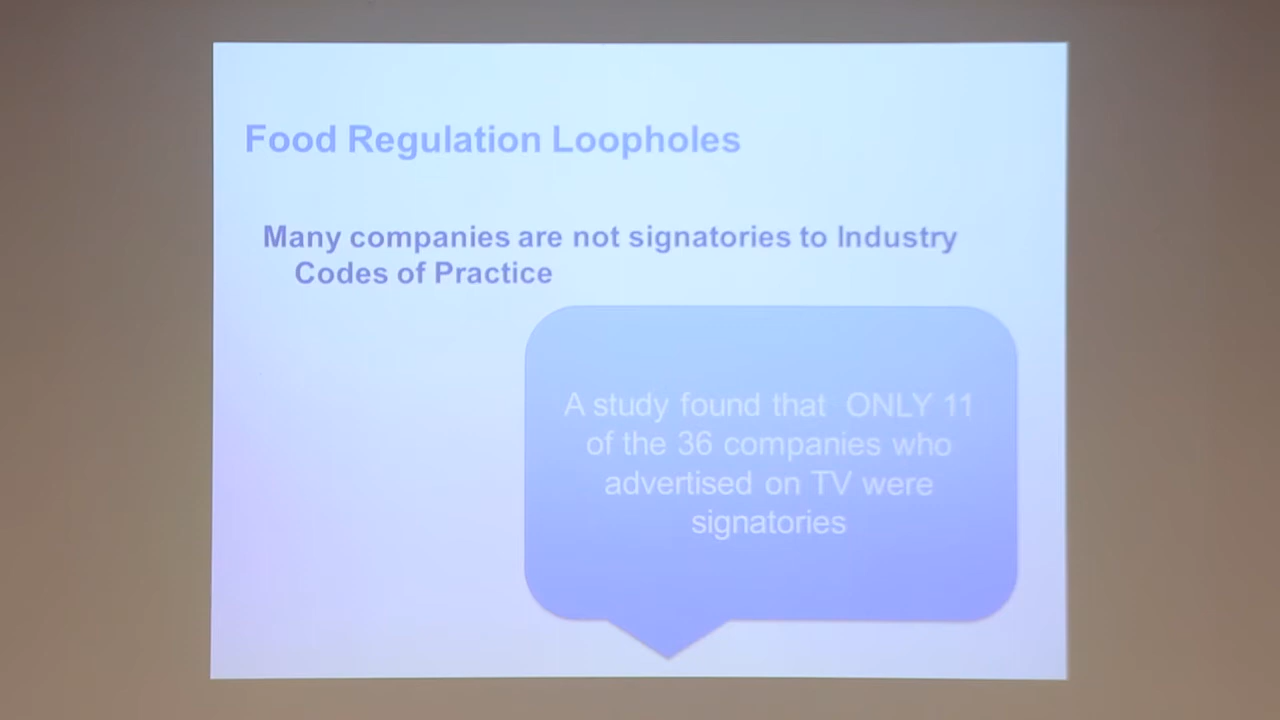 Food Regulation Loopholes
Many companies are not signatories to Industry
Codes of Practice
A study found that ONLY 11
of the 36 companies who
advertised on TV were
signatories